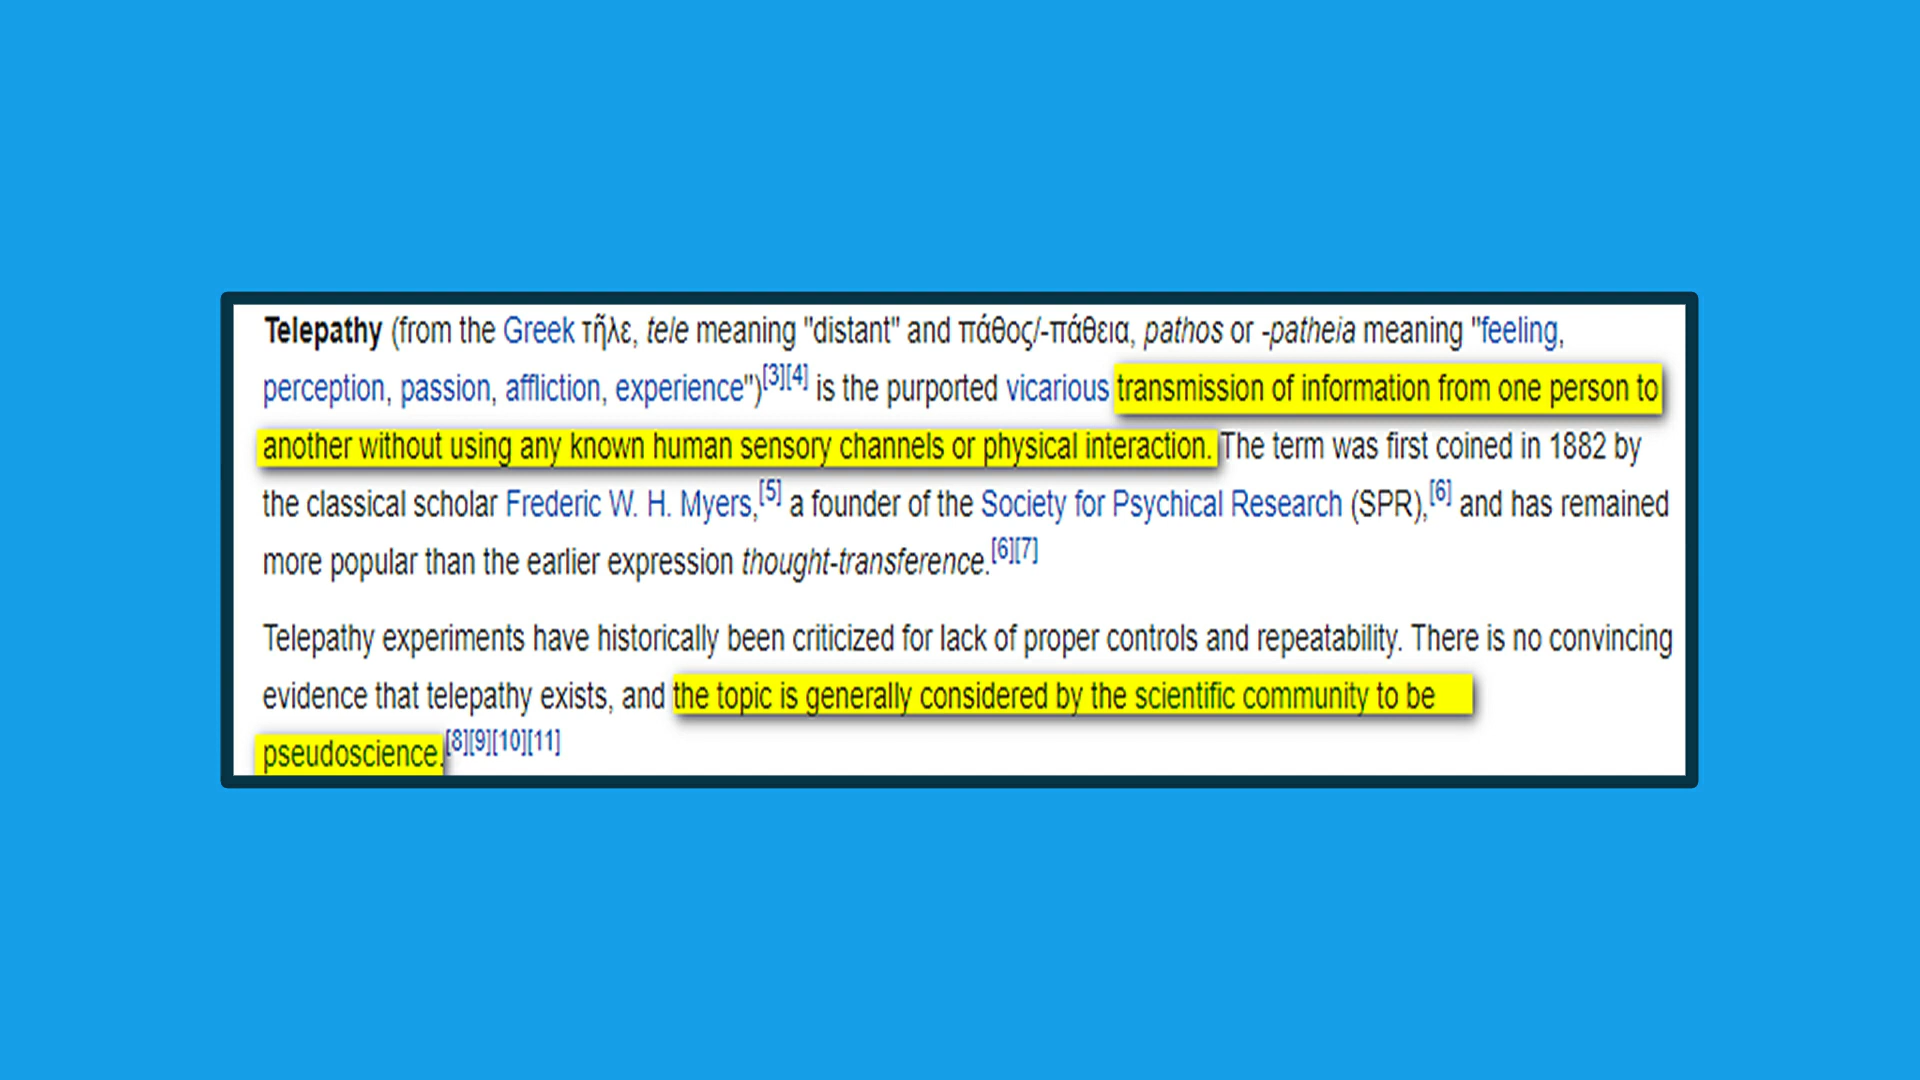 Telepathy (from the Greek τῆλε, tele meaning "distant" and πάθος/-πάθεια, pathos or -patheia meaning "feeling,
perception, passion, affliction, experience")[3][4] is the purported vicarious transmission of information from one person to
another without using any known human sensory channels or physical interaction. The term was first coined in 1882 by
the classical scholar Frederic W. H. Myers,[5] a founder of the Society for Psychical Research (SPR),[6] and has remained
more popular than the earlier expression thought-transference.[6][7]
Telepathy experiments have historically been criticized for lack of proper controls and repeatability. There is no convincing
evidence that telepathy exists, and the topic is generally considered by the scientific community to be
pseudoscience.[8][9][10][11]